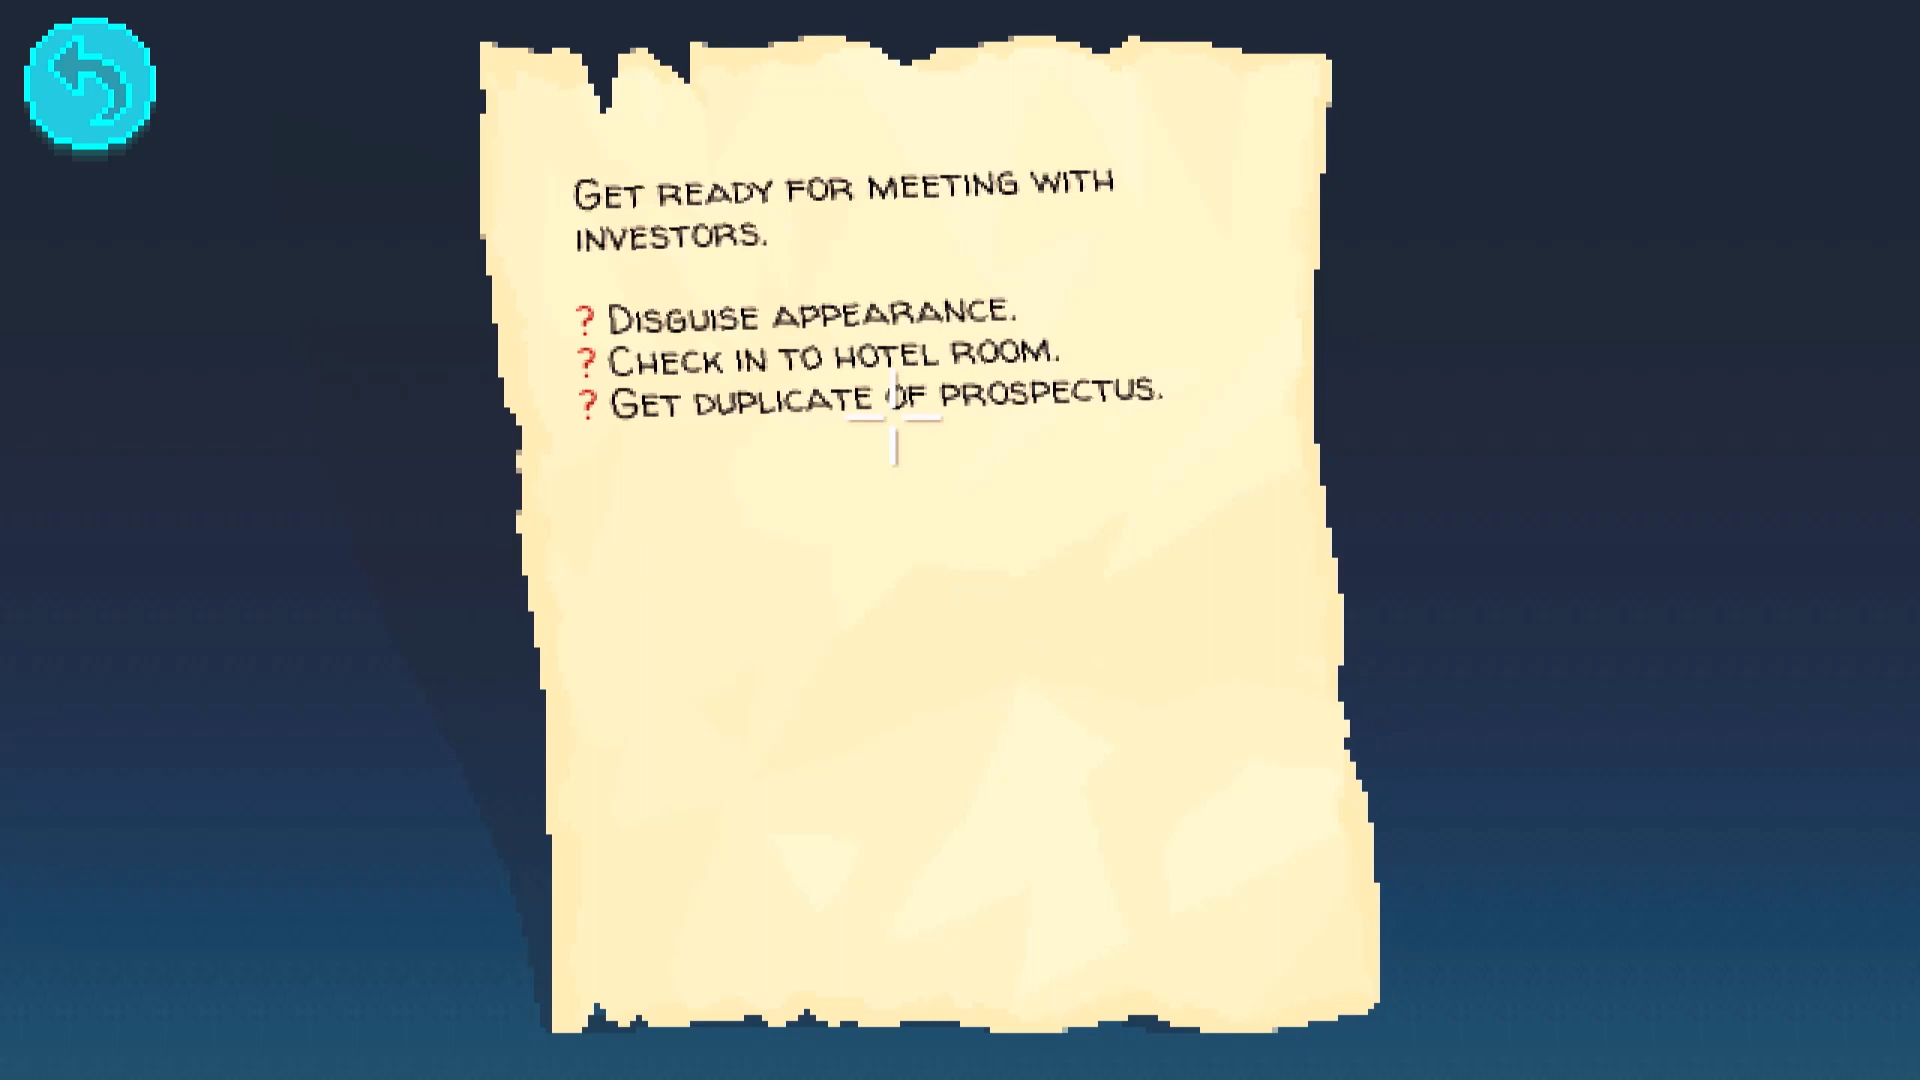 Get ready for meeting with
investors.
? Disguise appearance.
? Check in to hotel room.
? Get duplicate of prospectus.